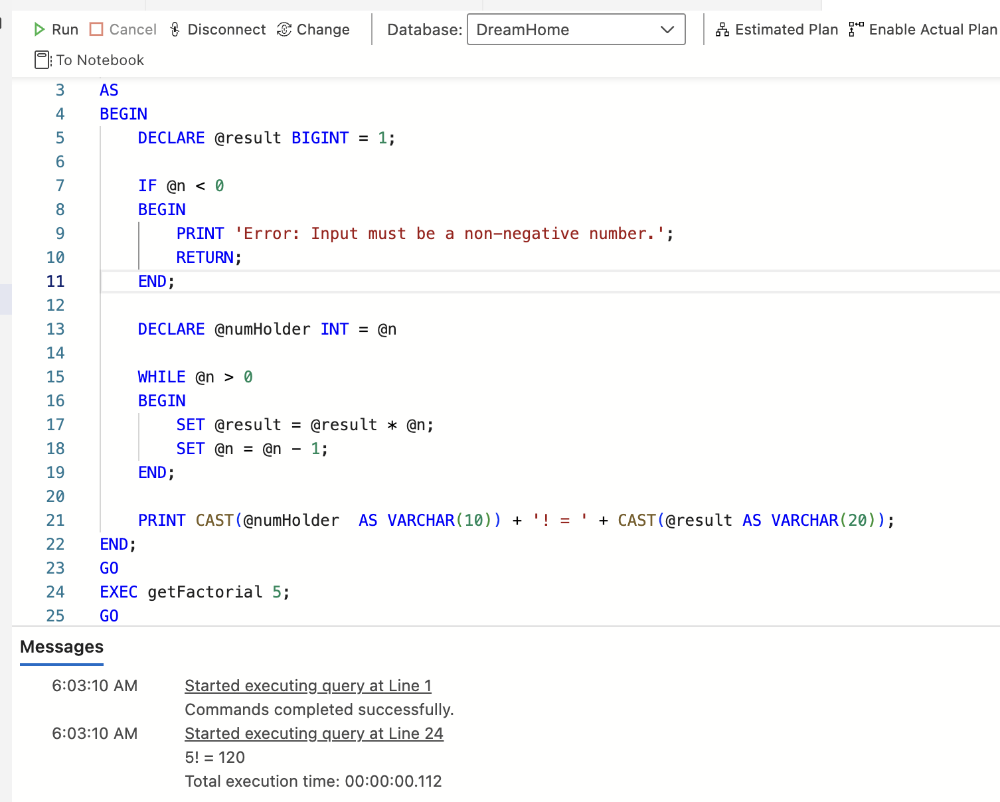 Run Cancel Disconnect Change Database: DreamHome Estimated Plan Enable Actual Plan
To Notebook
3 AS
4 BEGIN
5 DECLARE @result BIGINT = 1;
6
7 IF @n < 0
8 BEGIN
9 PRINT 'Error: Input must be a non-negative number.';
10 RETURN;
11 END;
12
13 DECLARE @numHolder INT = @n
14
15 WHILE @n > 0
16 BEGIN
17 SET @result = @result * @n;
18 SET @n = @n - 1;
19 END;
20
21 PRINT CAST(@numHolder  AS VARCHAR(10)) + '! = ' + CAST(@result AS VARCHAR(20));
22 END;
23 GO
24 EXEC getFactorial 5;
25 GO
Messages
6:03:10 AM Started executing query at Line 1
Commands completed successfully.
6:03:10 AM Started executing query at Line 24
5! = 120
Total execution time: 00:00:00.112